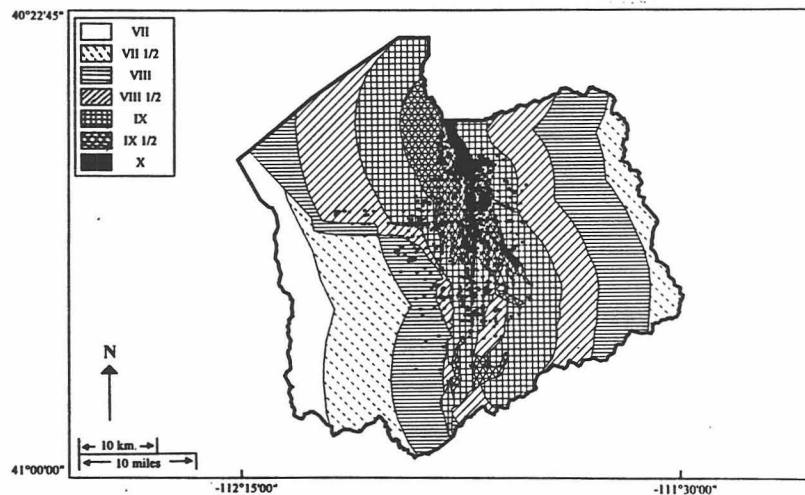 40°22'45"
VII
VII 1/2
VIII
VIII 1/2
IX
IX 1/2
X
N
10 km.
10 miles
41°00'00"
-112°15'00"
-111°30'00"